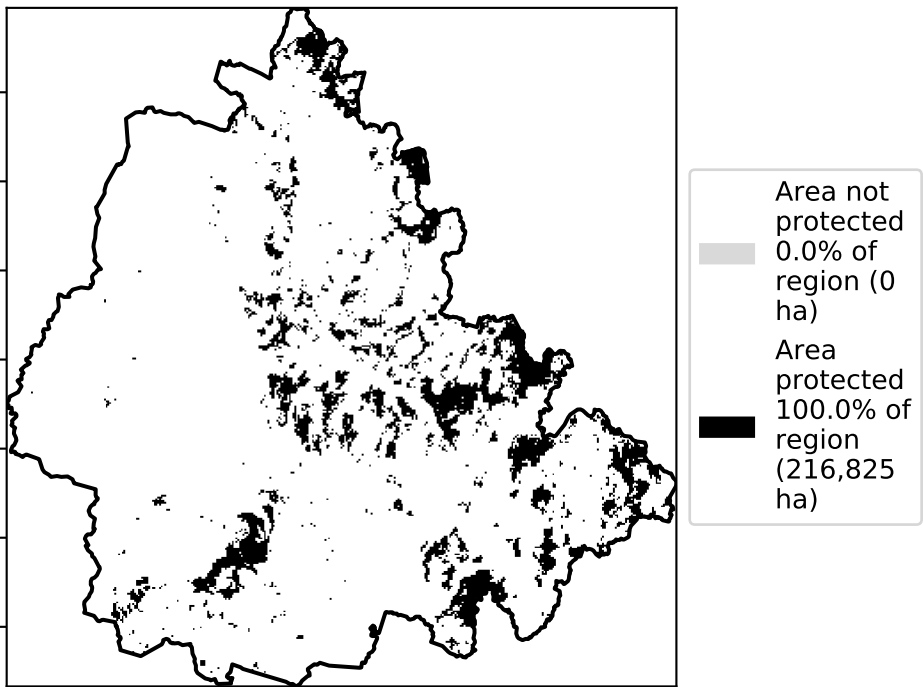 Area not
protected
0.0% of
region (0
ha)
Area
protected
100.0% of
region
(216,825
ha)